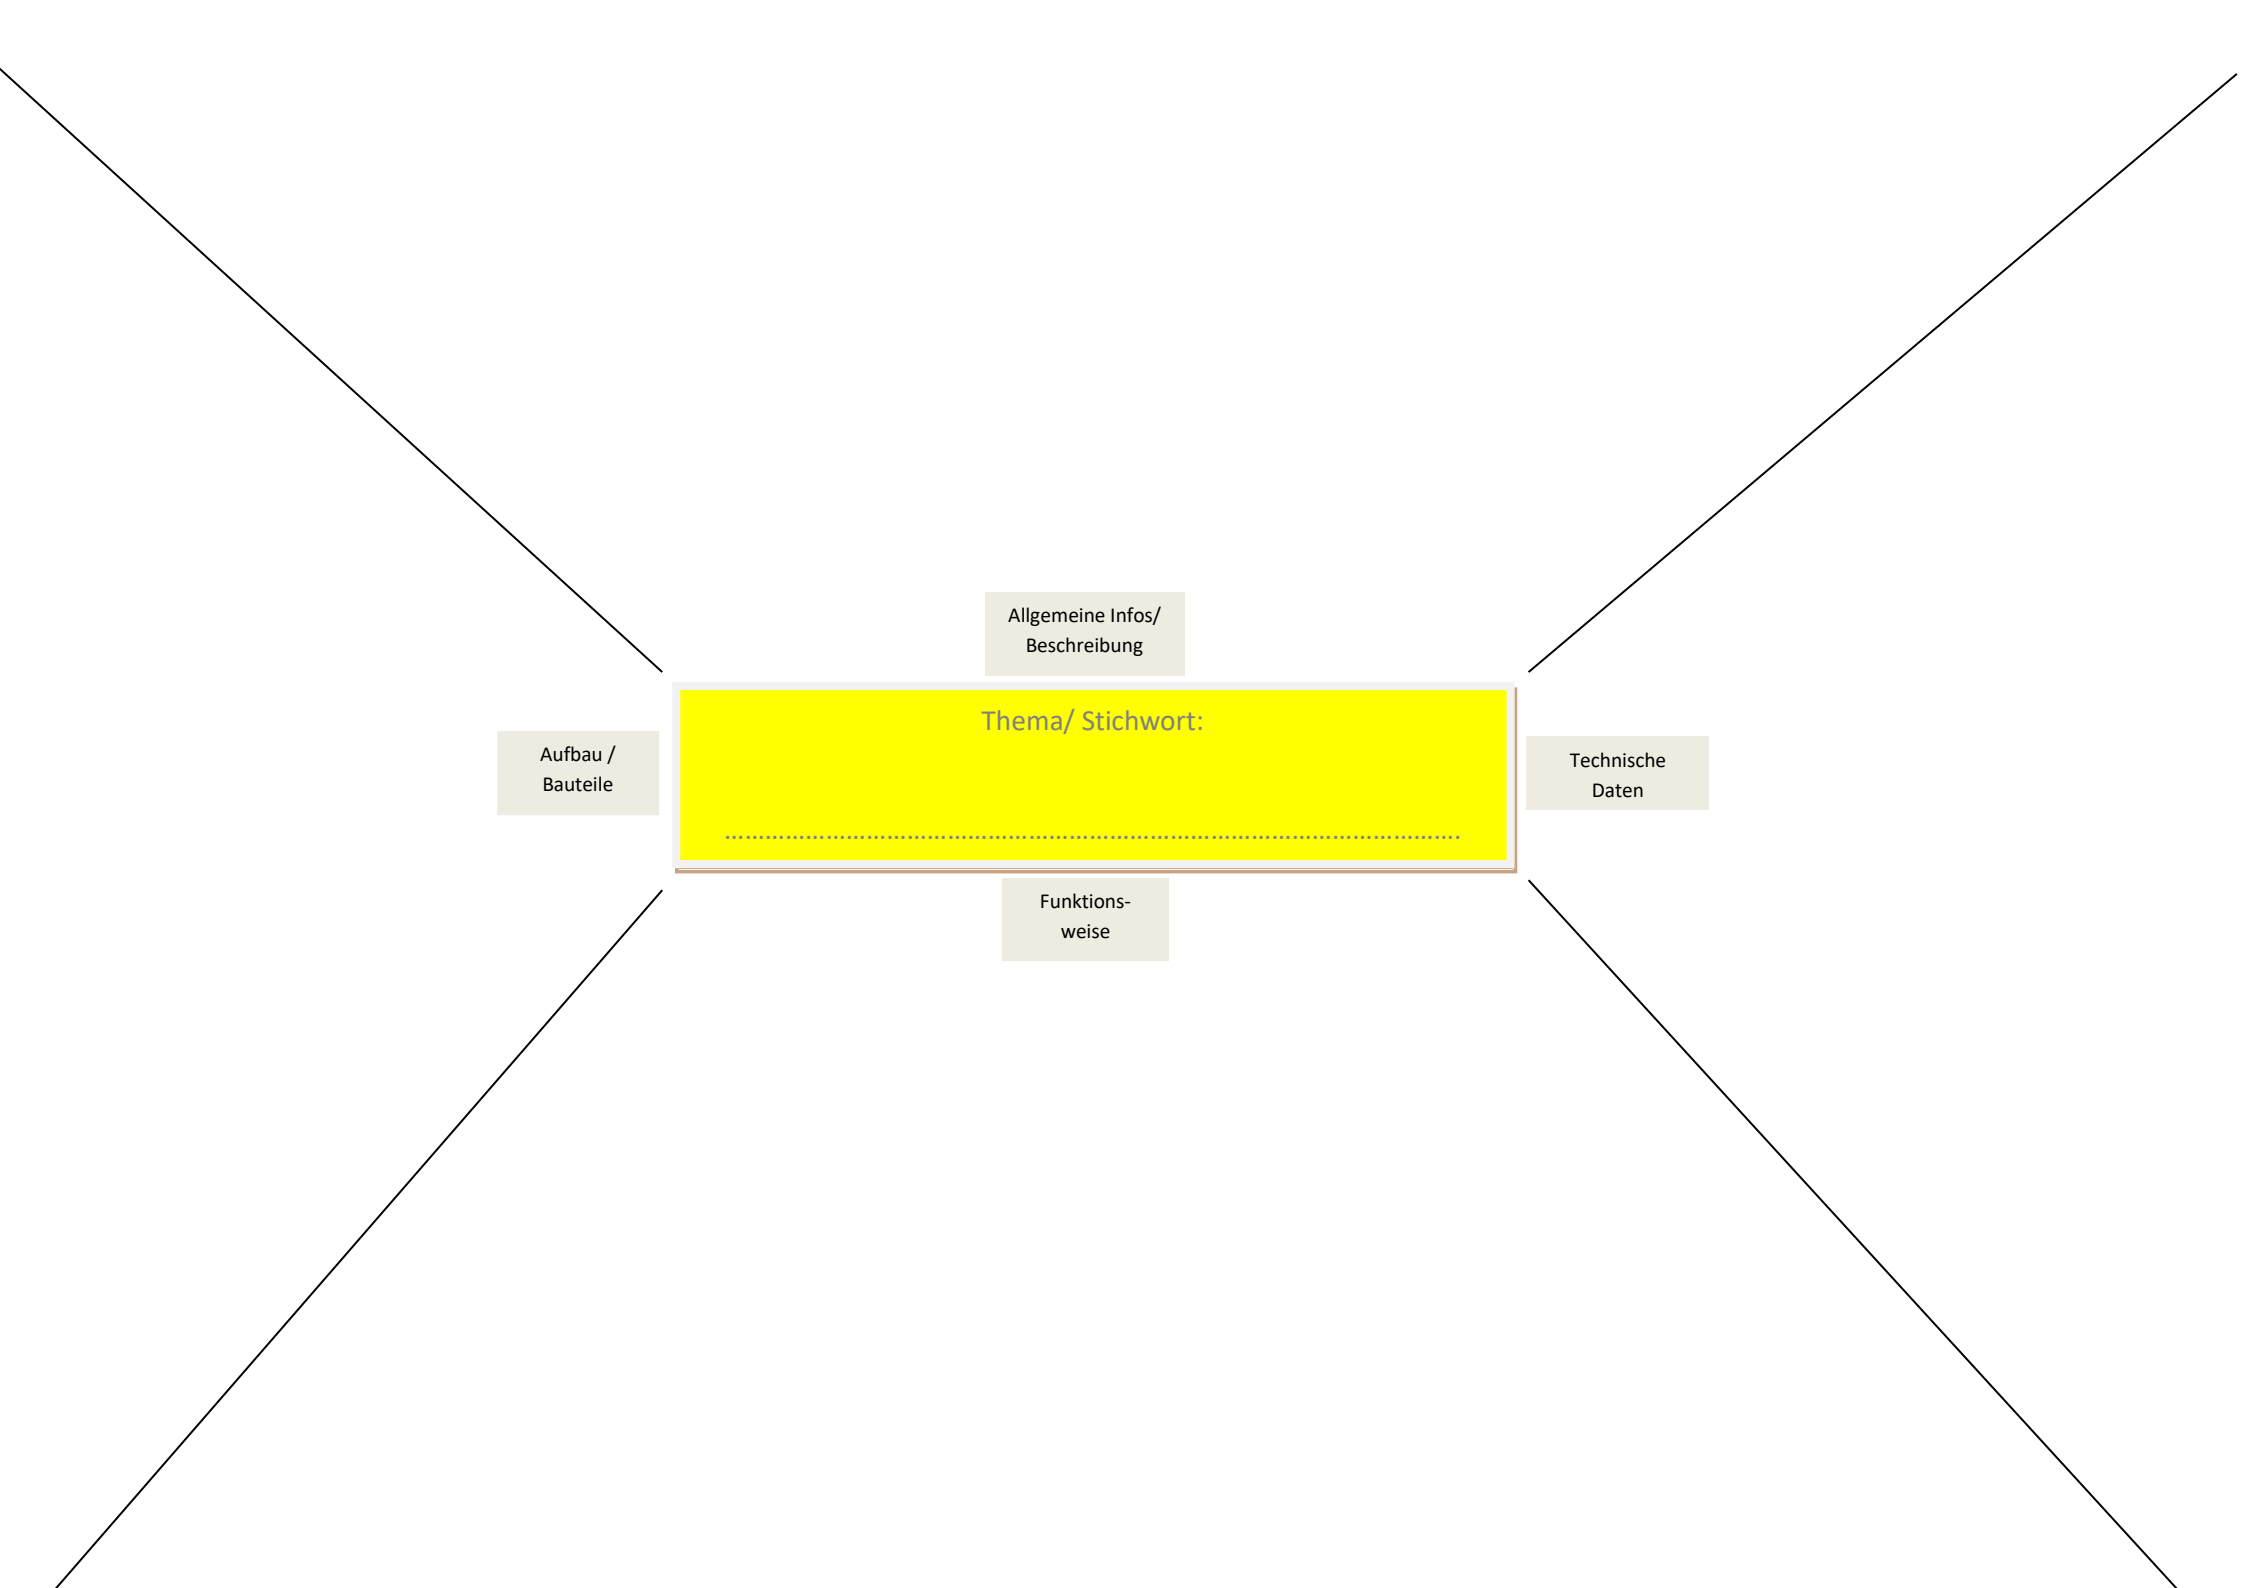 Allgemeine Infos/
Beschreibung
Thema/ Stichwort:
Aufbau /
Bauteile
Technische
Daten
……………………………………………………………………………………………….
Funktions-
weise